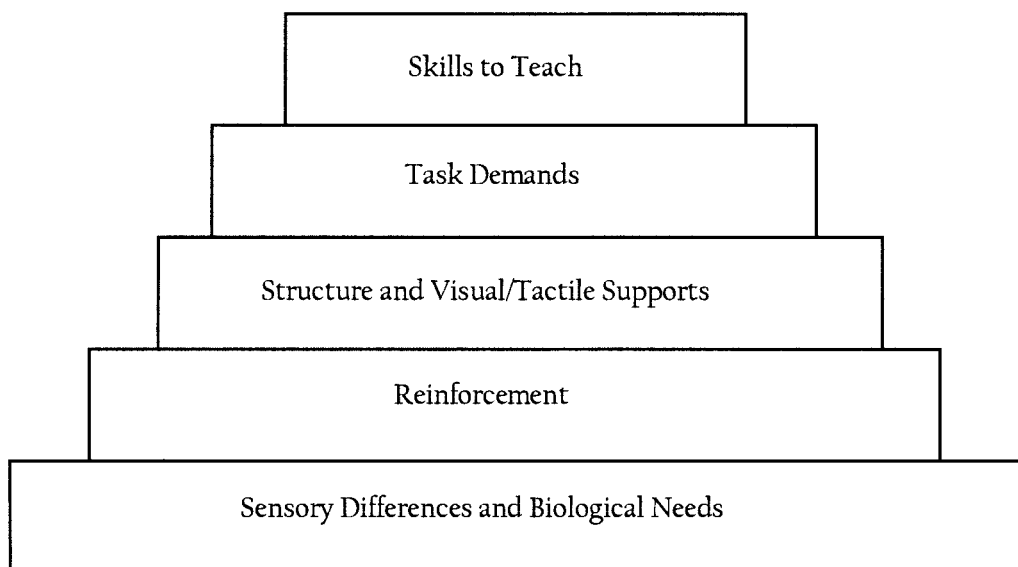 Skills to Teach
Task Demands
Structure and Visual/Tactile Supports
Reinforcement
Sensory Differences and Biological Needs